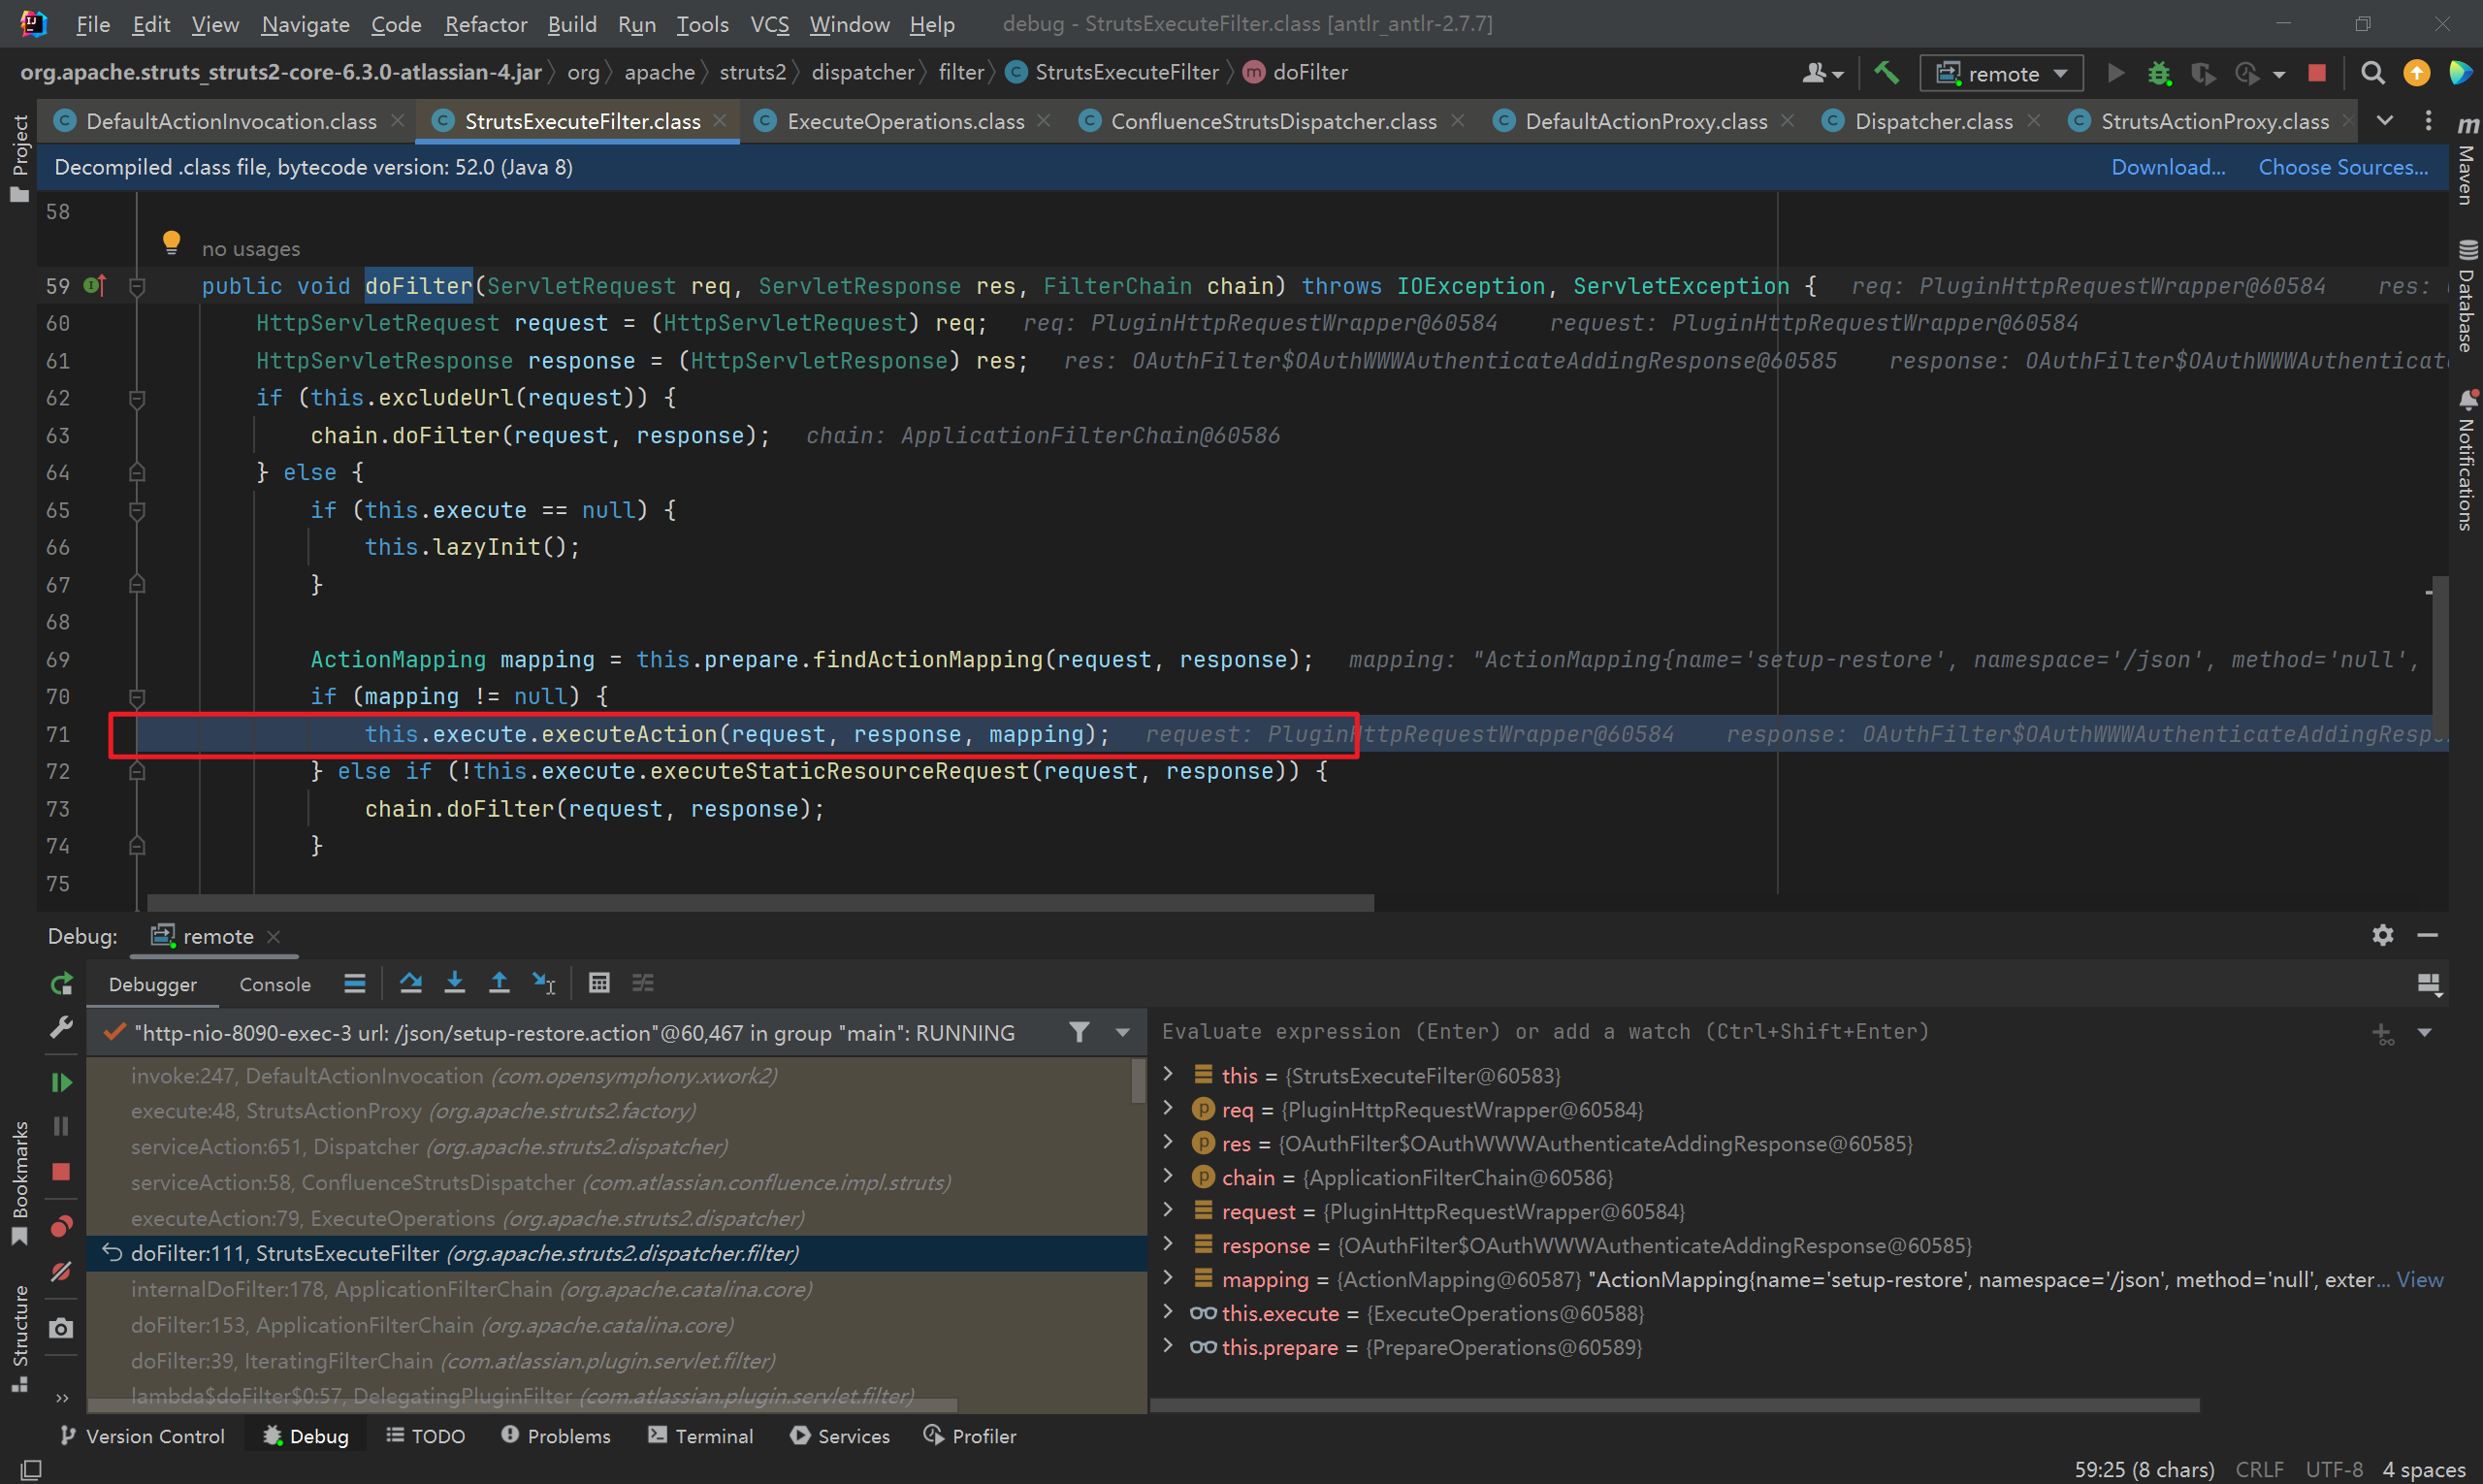 File Edit View Navigate Code Refactor Build Run Tools VCS Window Help debug - StrutsExecuteFilter.class [antlr_antlr-2.7.7]
org.apache.struts_struts2-core-6.3.0-atlassian-4.jar org apache struts2 dispatcher filter StrutsExecuteFilter doFilter remote
DefaultActionInvocation.class StrutsExecuteFilter.class ExecuteOperations.class ConfluenceStrutsDispatcher.class DefaultActionProxy.class Dispatcher.class StrutsActionProxy.class
Project
Decompiled .class file, bytecode version: 52.0 (Java 8) Download... Choose Sources...
Maven
Database
Notifications
58
no usages
59 public void doFilter(ServletRequest req, ServletResponse res, FilterChain chain) throws IOException, ServletException { req: PluginHttpRequestWrapper@60584 res:
60 HttpServletRequest request = (HttpServletRequest) req; req: PluginHttpRequestWrapper@60584 request: PluginHttpRequestWrapper@60584
61 HttpServletResponse response = (HttpServletResponse) res; res: OAuthFilter$OAuthWWWAuthenticateAddingResponse@60585 response: OAuthFilter$OAuthWWWAuthenticat
62 if (this.excludeUrl(request)) {
63 chain.doFilter(request, response); chain: ApplicationFilterChain@60586
64 } else {
65 if (this.execute == null) {
66 this.lazyInit();
67 }
68
69 ActionMapping mapping = this.prepare.findActionMapping(request, response); mapping: "ActionMapping{name='setup-restore', namespace='/json', method='null',
70 if (mapping != null) {
71 this.execute.executeAction(request, response, mapping); request: PluginHttpRequestWrapper@60584 response: OAuthFilter$OAuthWWWAuthenticateAddingRespo
72 } else if (!this.execute.executeStaticResourceRequest(request, response)) {
73 chain.doFilter(request, response);
74 }
75
Debug: remote
Debugger Console
"http-nio-8090-exec-3 url: /json/setup-restore.action"@60,467 in group "main": RUNNING
invoke:247, DefaultActionInvocation (com.opensymphony.xwork2)
execute:48, StrutsActionProxy (org.apache.struts2.factory)
serviceAction:651, Dispatcher (org.apache.struts2.dispatcher)
serviceAction:58, ConfluenceStrutsDispatcher (com.atlassian.confluence.impl.struts)
executeAction:79, ExecuteOperations (org.apache.struts2.dispatcher)
doFilter:111, StrutsExecuteFilter (org.apache.struts2.dispatcher.filter)
internalDoFilter:178, ApplicationFilterChain (org.apache.catalina.core)
doFilter:153, ApplicationFilterChain (org.apache.catalina.core)
doFilter:39, IteratingFilterChain (com.atlassian.plugin.servlet.filter)
lambda$doFilter$0:57, DelegatingPluginFilter (com.atlassian.plugin.servlet.filter)
Evaluate expression (Enter) or add a watch (Ctrl+Shift+Enter)
this = {StrutsExecuteFilter@60583}
req = {PluginHttpRequestWrapper@60584}
res = {OAuthFilter$OAuthWWWAuthenticateAddingResponse@60585}
chain = {ApplicationFilterChain@60586}
request = {PluginHttpRequestWrapper@60584}
response = {OAuthFilter$OAuthWWWAuthenticateAddingResponse@60585}
mapping = {ActionMapping@60587} "ActionMapping{name='setup-restore', namespace='/json', method='null', exter... View
this.execute = {ExecuteOperations@60588}
this.prepare = {PrepareOperations@60589}
Bookmarks
Structure
Version Control Debug TODO Problems Terminal Services Profiler
59:25 (8 chars) CRLF UTF-8 4 spaces